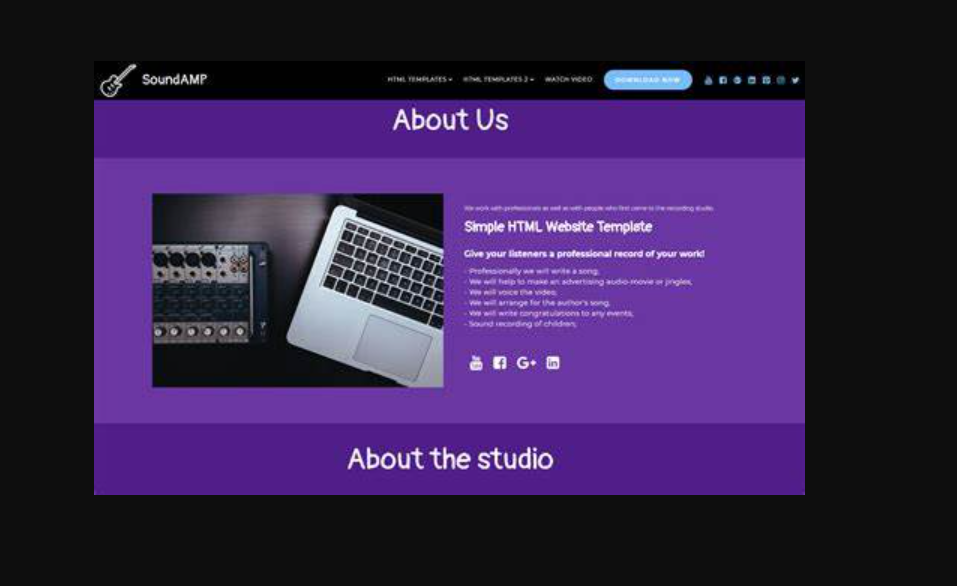 SoundAMP
HTML TEMPLATES
HTML TEMPLATES 2
WATCH VIDEO
DOWNLOAD NOW
About Us
We work with professionals as well as with people who first came to the recording studio.
Simple HTML Website Template
Give your listeners a professional record of your work!
- Professionally we will write a song;
- We will help to make an advertising audio-movie or jingles;
- We will voice the video;
- We will arrange for the author's song;
- We will write congratulations to any events;
- Sound recording of children;
You
G+
in
About the studio